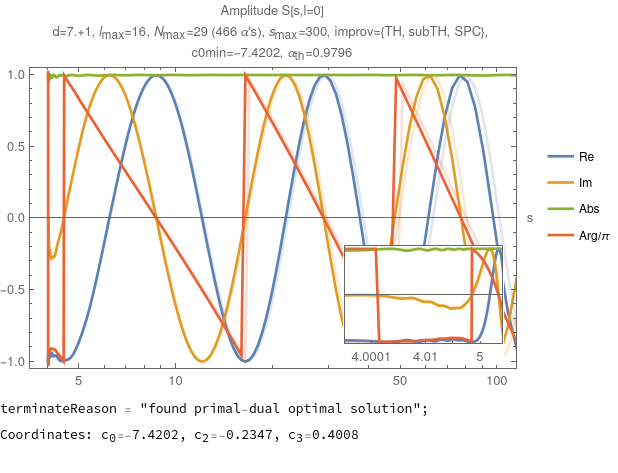 Amplitude S[s,l=0]
d=7.+1, lmax=16, Nmax=29 (466 α's), smax=300, improv={TH, subTH, SPC},
c0min=-7.4202, αth=0.9796
1.0
0.5
0.0
-0.5
-1.0
5
10
50
100
s
4.0001
4.01
5
Re
Im
Abs
Arg/π
terminateReason = "found primal-dual optimal solution";
Coordinates: c0=-7.4202, c2=-0.2347, c3=0.4008